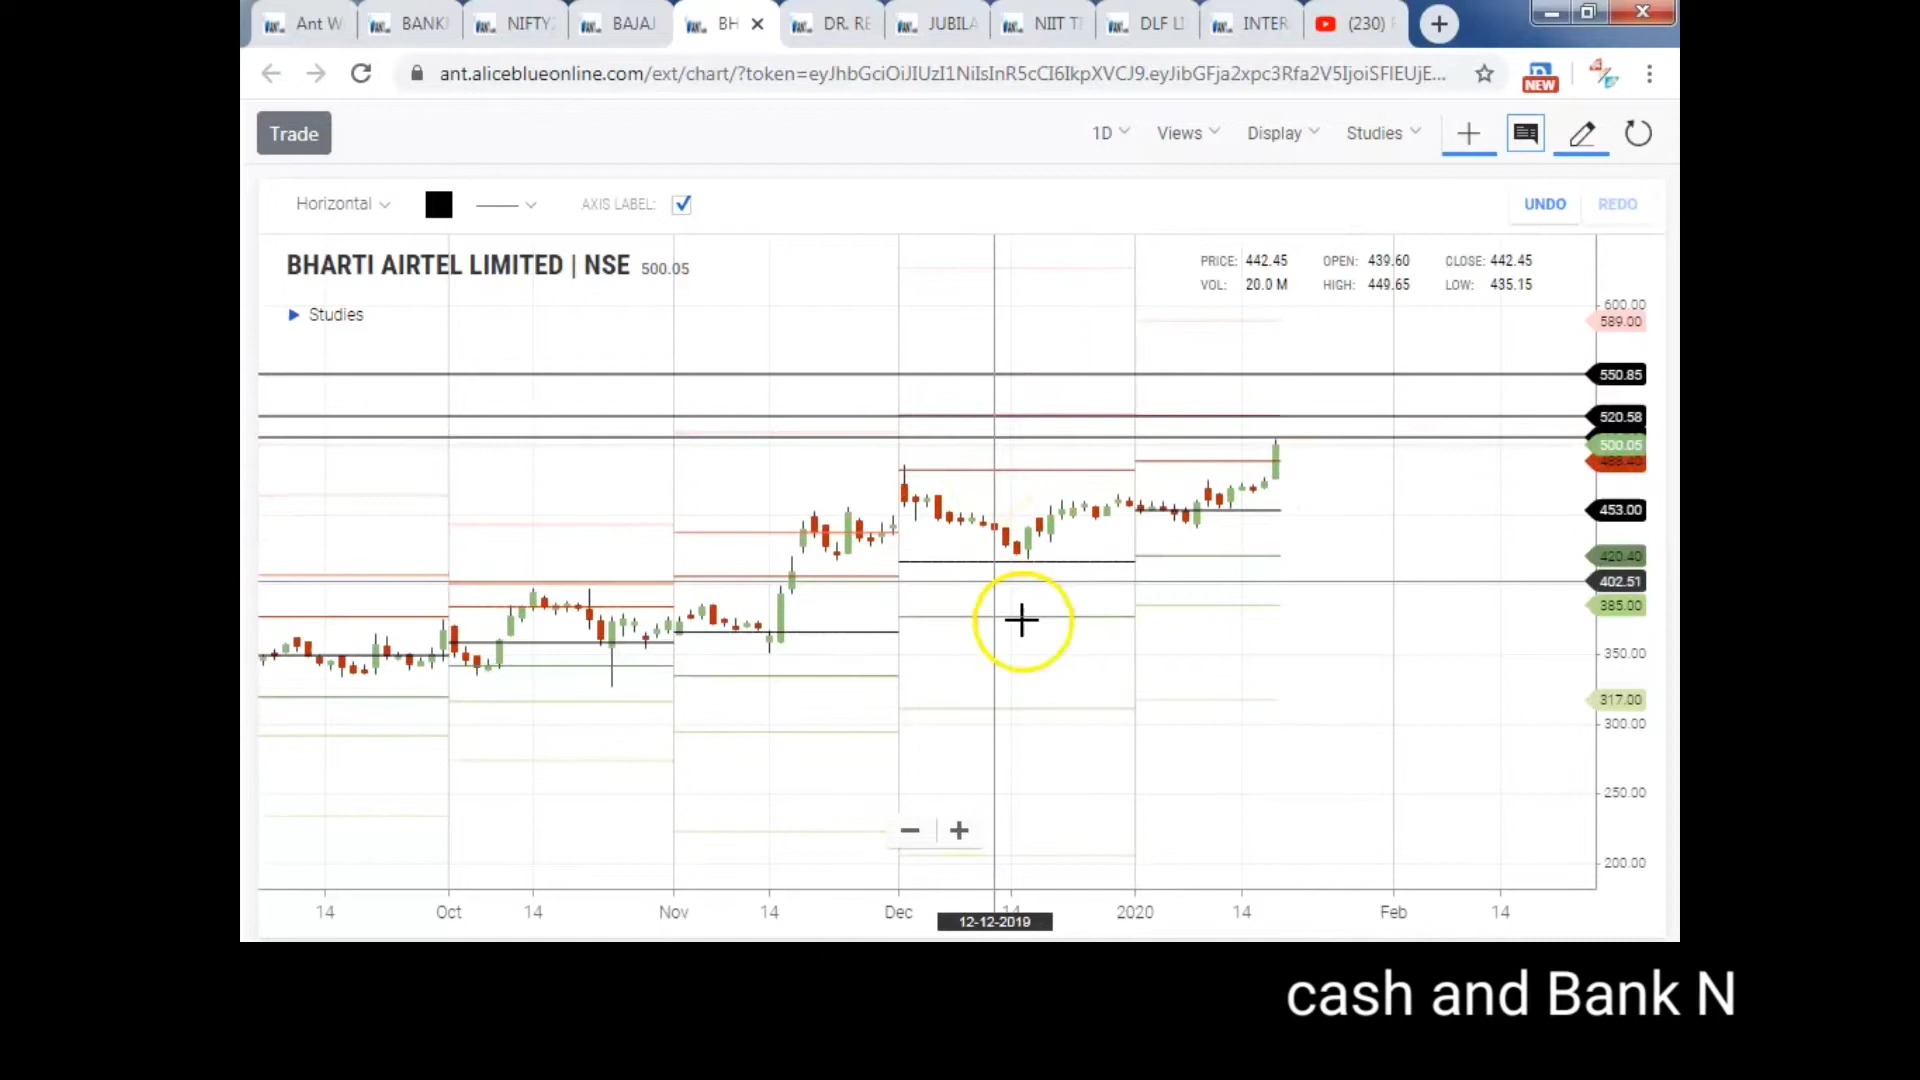 Ant W BANK NIFTY BAJAJ BH DR. RE JUBILA NIIT T DLF LI INTER (230)
ant.aliceblueonline.com/ext/chart/?token=eyJhbGciOiJIUzI1NiIsInR5cCI6IkpXVCJ9.eyJibGFja2xpc3Rfa2V5IjoiSFlEUjE...
NEW
Trade 1D Views Display Studies
Horizontal AXIS LABEL: UNDO REDO
BHARTI AIRTEL LIMITED | NSE 500.05
PRICE: 442.45 OPEN: 439.60 CLOSE: 442.45
VOL: 20.0 M HIGH: 449.65 LOW: 435.15
Studies
600.00
589.00
550.85
520.58
500.05
488.40
453.00
420.40
402.51
385.00
350.00
317.00
300.00
250.00
200.00
14 Oct 14 Nov 14 Dec 14 2020 14 Feb 14
12-12-2019
cash and Bank N